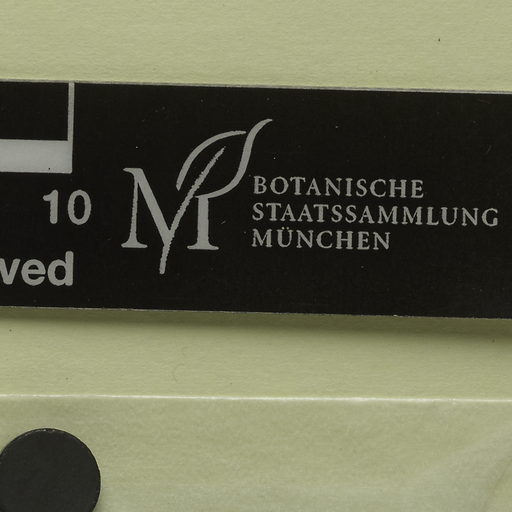 10
ved
M
BOTANISCHE
STAATSSAMMLUNG
MÜNCHEN